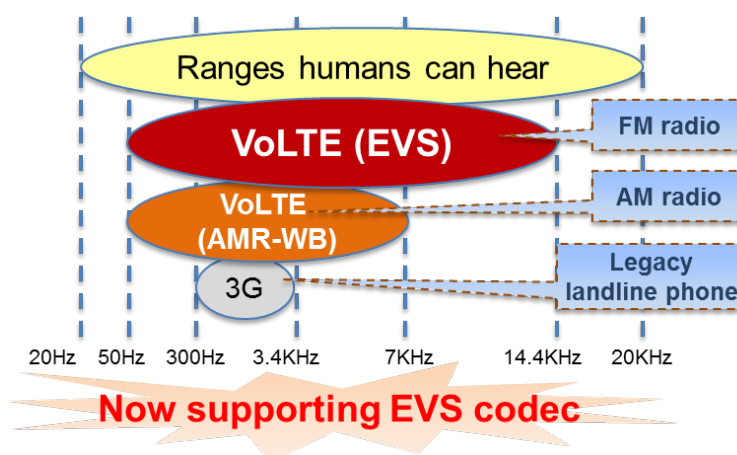 Ranges humans can hear
VoLTE (EVS)
FM radio
VoLTE
(AMR-WB)
AM radio
3G
Legacy
landline phone
20Hz 50Hz 300Hz 3.4KHz 7KHz 14.4KHz 20KHz
Now supporting EVS codec